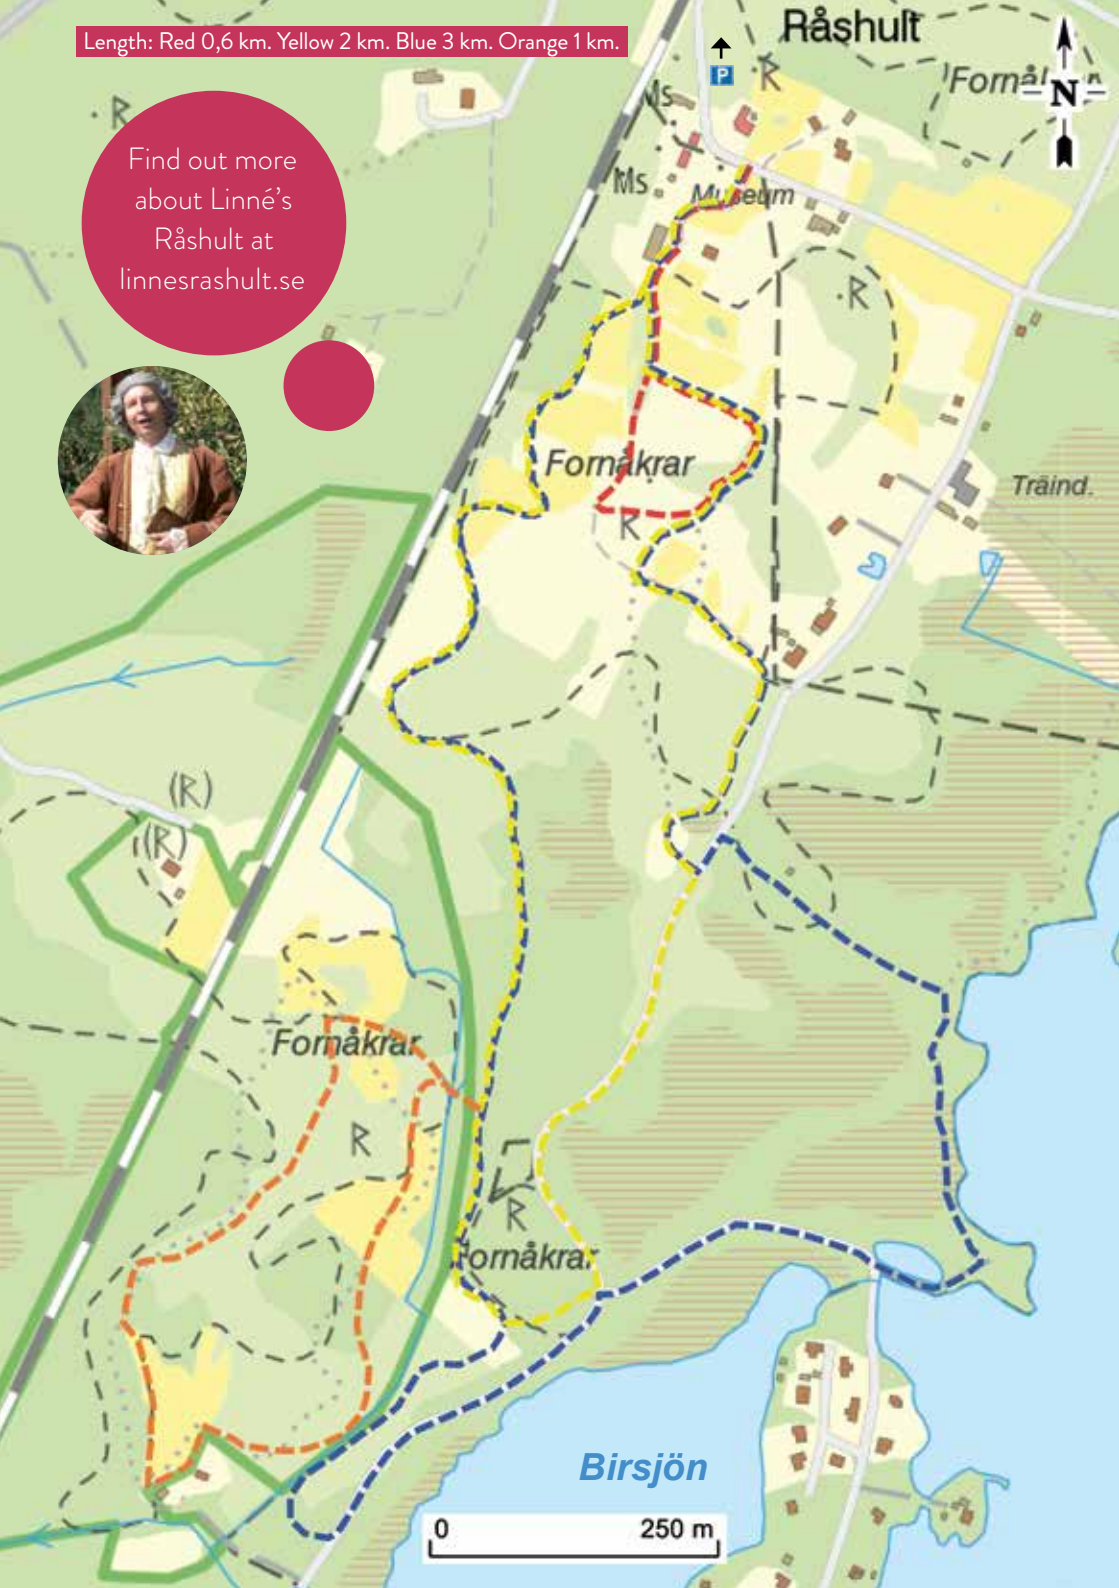 Length: Red 0,6 km. Yellow 2 km. Blue 3 km. Orange 1 km.
Råshult
P
R
Fornåkrar
N
R
Find out more
about Linné's
Råshult at
linnesrashult.se
Ms
Ms
Museum
R
Fornåkrar
Träind.
R
(R)
(R)
Fornåkrar
R
R
Fornåkrar
Birsjön
0 250 m